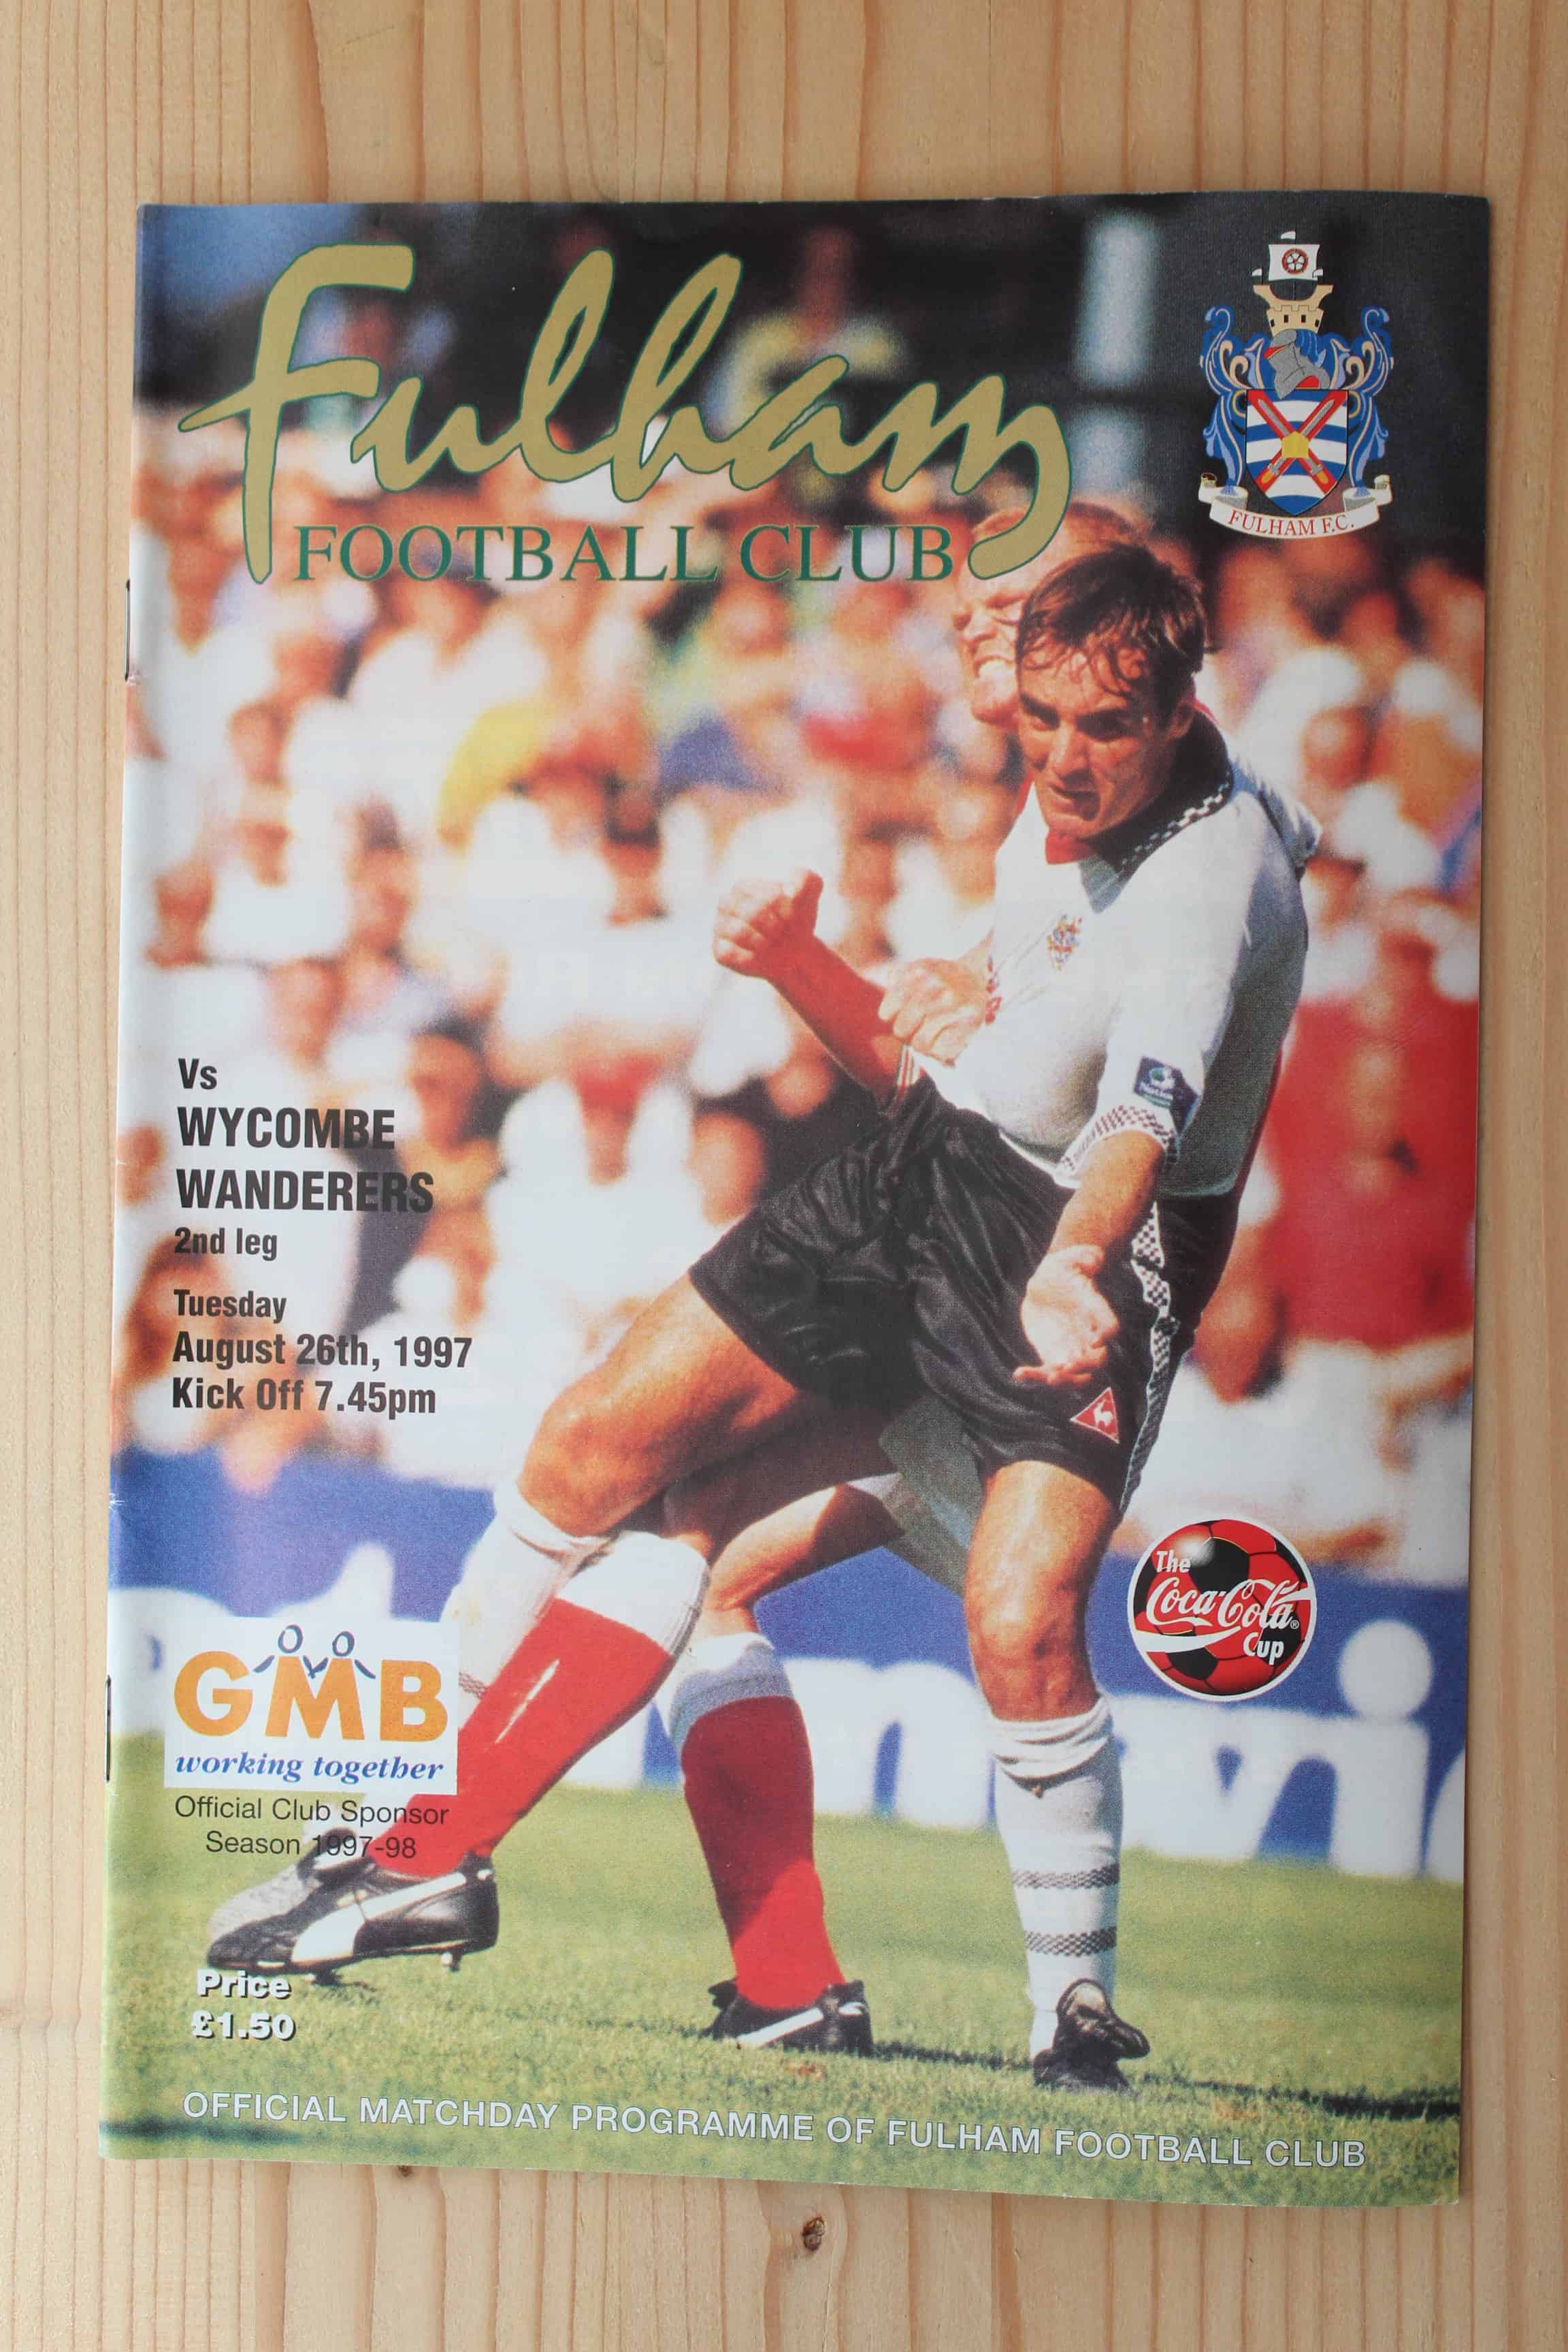 Fulham
FOOTBALL CLUB
FULHAM F.C.
Vs
WYCOMBE
WANDERERS
2nd leg
Tuesday
August 26th, 1997
Kick Off 7.45pm
The
Coca-Cola®
Cup
GMB
working together
Official Club Sponsor
Season 1997-98
Price
£1.50
OFFICIAL MATCHDAY PROGRAMME OF FULHAM FOOTBALL CLUB